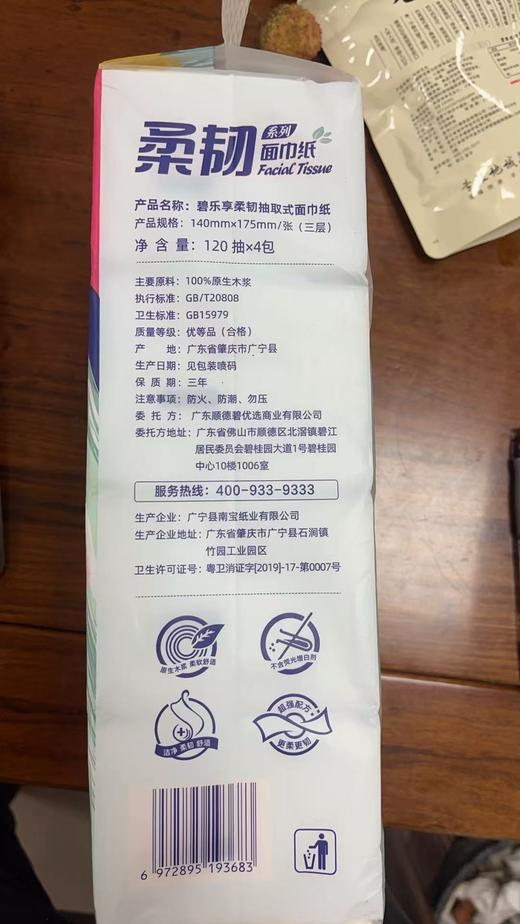 柔韧
系列
面巾纸
Facial Tissue
产品名称：碧乐享柔韧抽取式面巾纸
产品规格：140mm×175mm/张（三层）
净 含 量：120 抽×4包
主要原料：100%原生木浆
执行标准：GB/T20808
卫生标准：GB15979
质量等级：优等品（合格）
产 地：广东省肇庆市广宁县
生产日期：见包装喷码
保 质 期：三年
注意事项：防火、防潮、勿压
委 托 方：广东顺德碧优选商业有限公司
委托方地址：广东省佛山市顺德区北滘镇碧江
居民委员会碧桂园大道1号碧桂园
中心10楼1006室
服务热线：400-933-9333
生产企业：广宁县南宝纸业有限公司
生产企业地址：广东省肇庆市广宁县石涧镇
竹园工业园区
卫生许可证号：粤卫消证字[2019]-17-第0007号
原生木浆 柔软舒适
不含荧光增白剂
洁净 柔韧 舒适
超强配方
更柔更韧
6 972895 193683